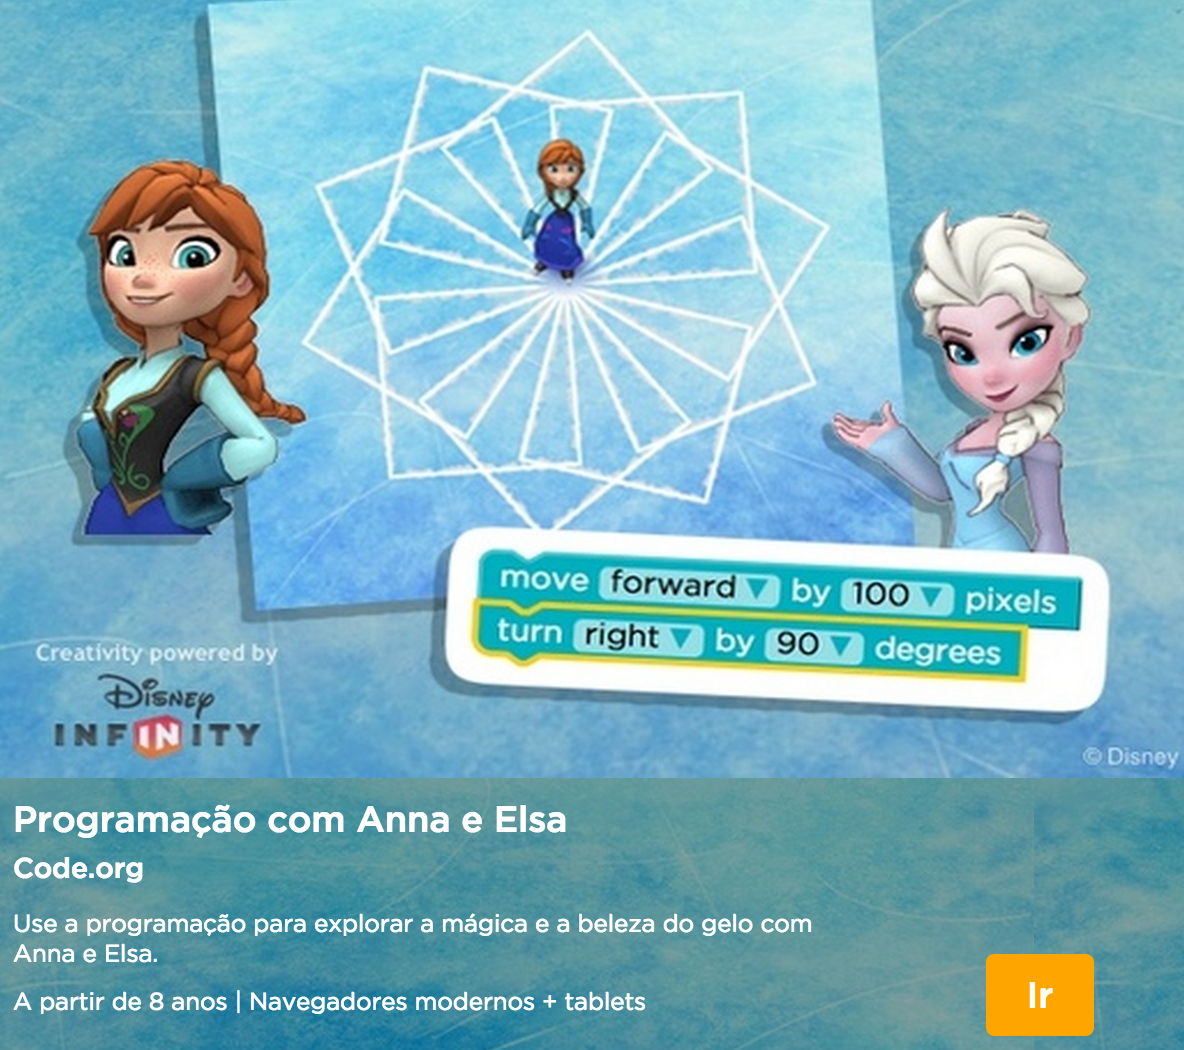 move forward ▼ by 100 ▼ pixels
turn right ▼ by 90 ▼ degrees
Creativity powered by
Disney
INFINITY
© Disney
Programação com Anna e Elsa
Code.org
Use a programação para explorar a mágica e a beleza do gelo com
Anna e Elsa.
A partir de 8 anos | Navegadores modernos + tablets
Ir